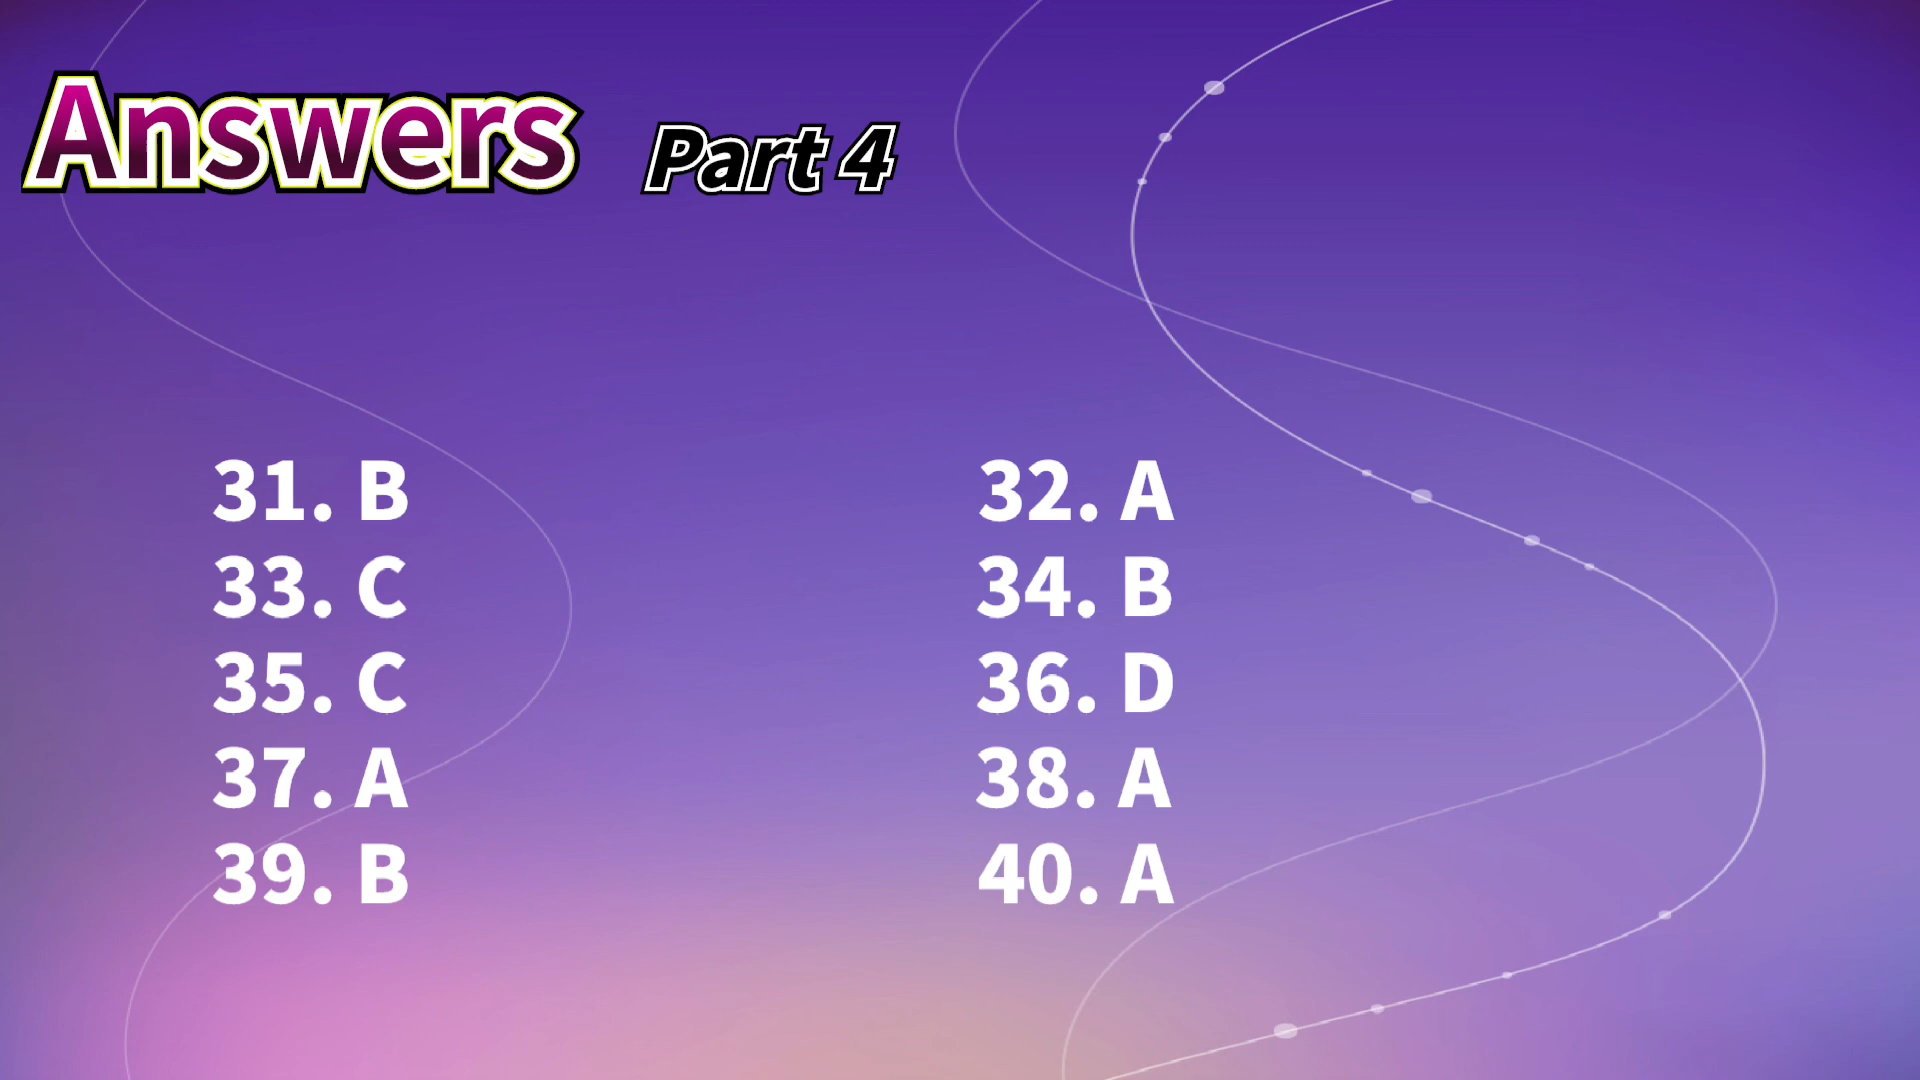 Answers Part 4
31. B 32. A
33. C 34. B
35. C 36. D
37. A 38. A
39. B 40. A